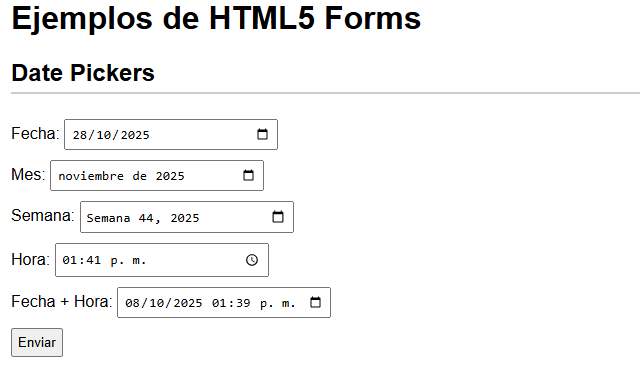 Ejemplos de HTML5 Forms
Date Pickers
Fecha: 28/10/2025
Mes: noviembre de 2025
Semana: Semana 44, 2025
Hora: 01:41 p. m.
Fecha + Hora: 08/10/2025 01:39 p. m.
Enviar